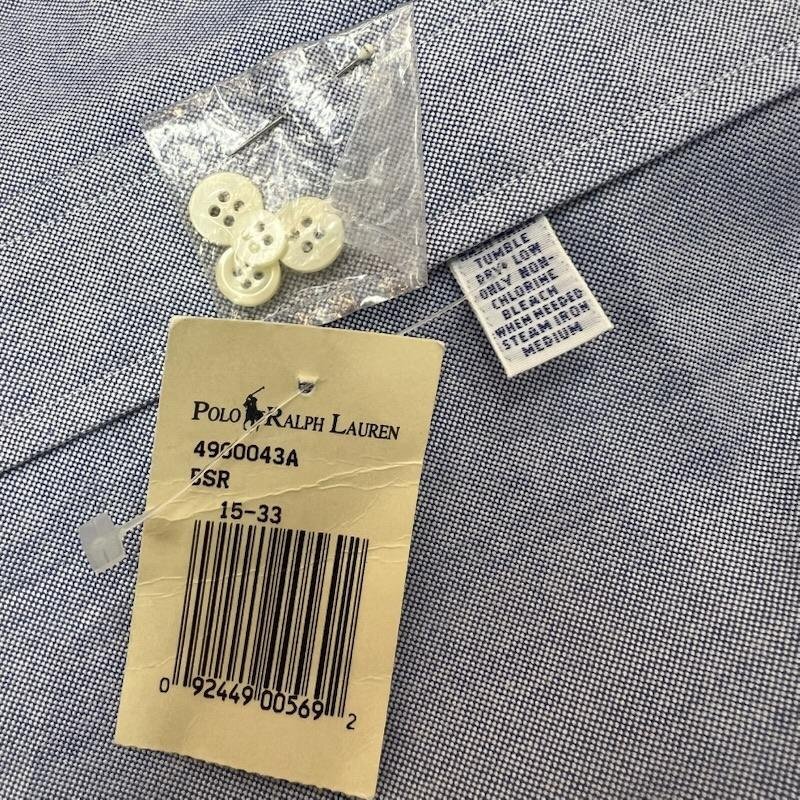 TUMBLE
DRY LOW
ONLY NON-
CHLORINE
BLEACH
WHEN NEEDED
STEAM IRON
MEDIUM
POLO RALPH LAUREN
4900043A
BSR
15-33
0 92449 00569 2